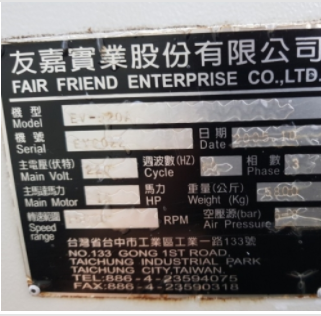 友嘉實業股份有限公司
FAIR FRIEND ENTERPRISE CO.,LTD.
機型
Model
機號 日期
Serial Date
主電壓(伏特) 週波數(HZ) 相數
Main Volt. Cycle Phase 3
主馬達馬力 馬力 重量(公斤)
Main Motor HP Weight (Kg)
轉速範圍 RPM 空壓源(bar)
Speed range Air Pressure
台灣省台中市工業區工業一路133號
NO.133 GONG 1ST ROAD,
TAICHUNG INDUSTRIAL PARK
TAICHUNG CITY,TAIWAN.
TEL:886-4-23594075
FAX:886-4-23590318